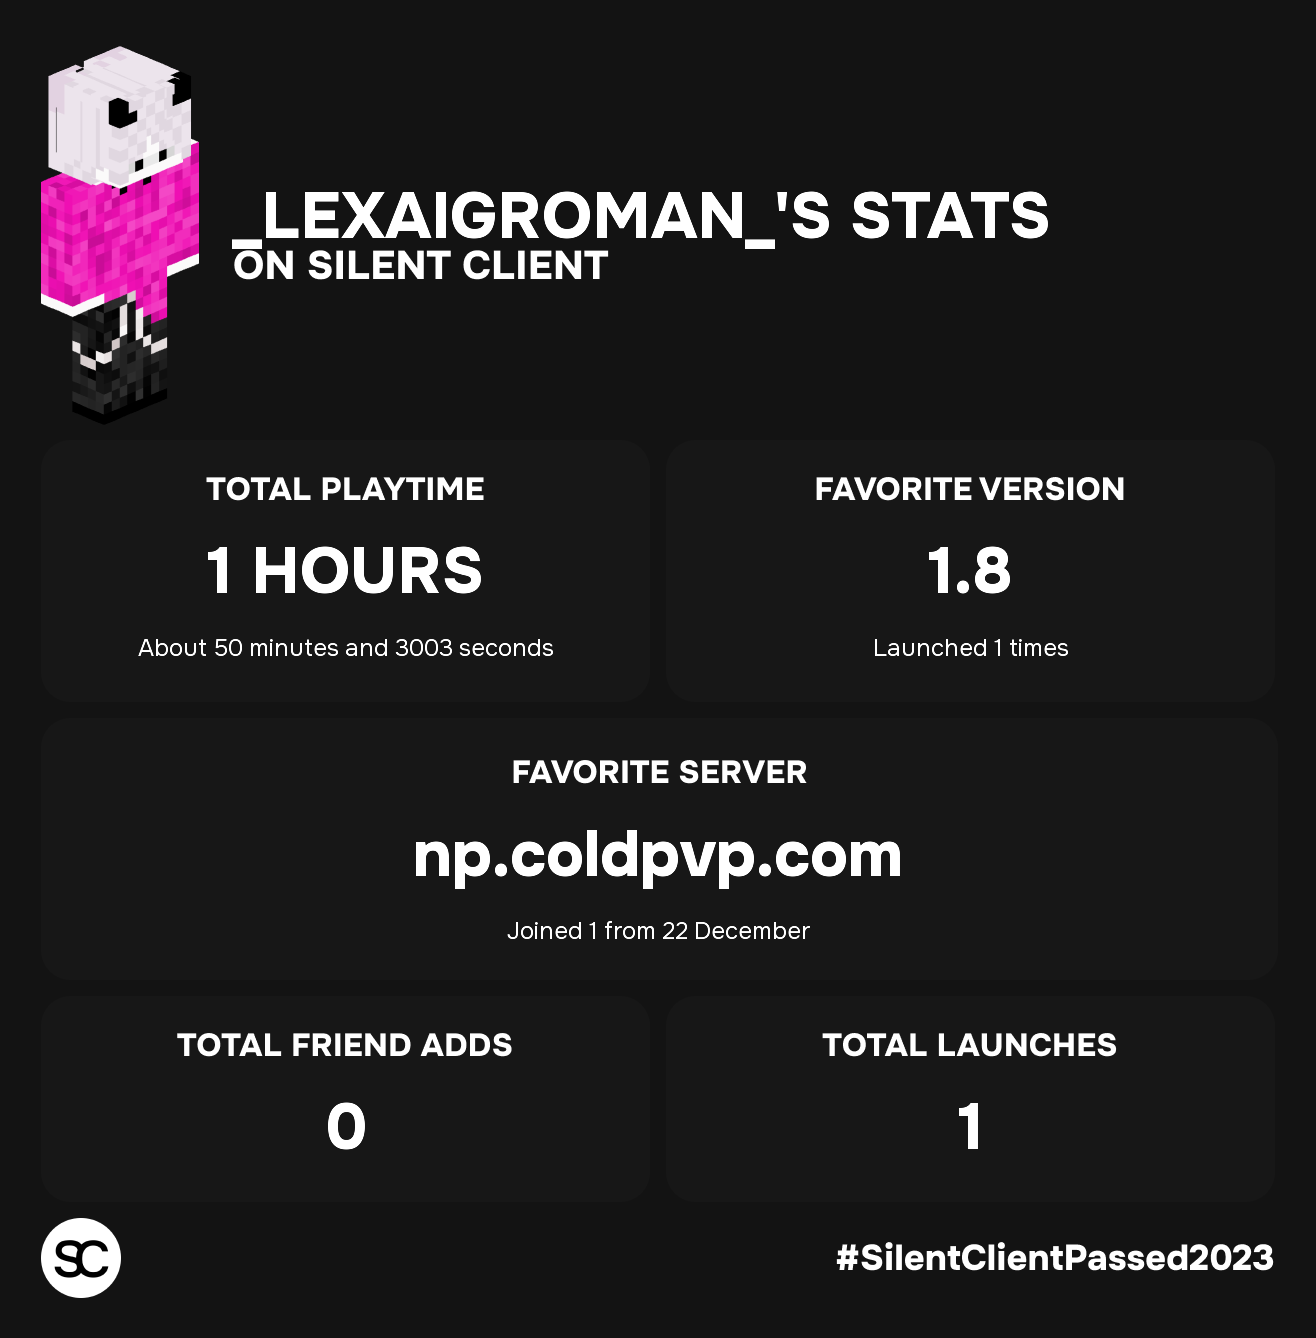 _LEXAIGROMAN_'S STATS
ON SILENT CLIENT
TOTAL PLAYTIME
1 HOURS
About 50 minutes and 3003 seconds
FAVORITE VERSION
1.8
Launched 1 times
FAVORITE SERVER
np.coldpvp.com
Joined 1 from 22 December
TOTAL FRIEND ADDS
0
TOTAL LAUNCHES
1
SC
#SilentClientPassed2023